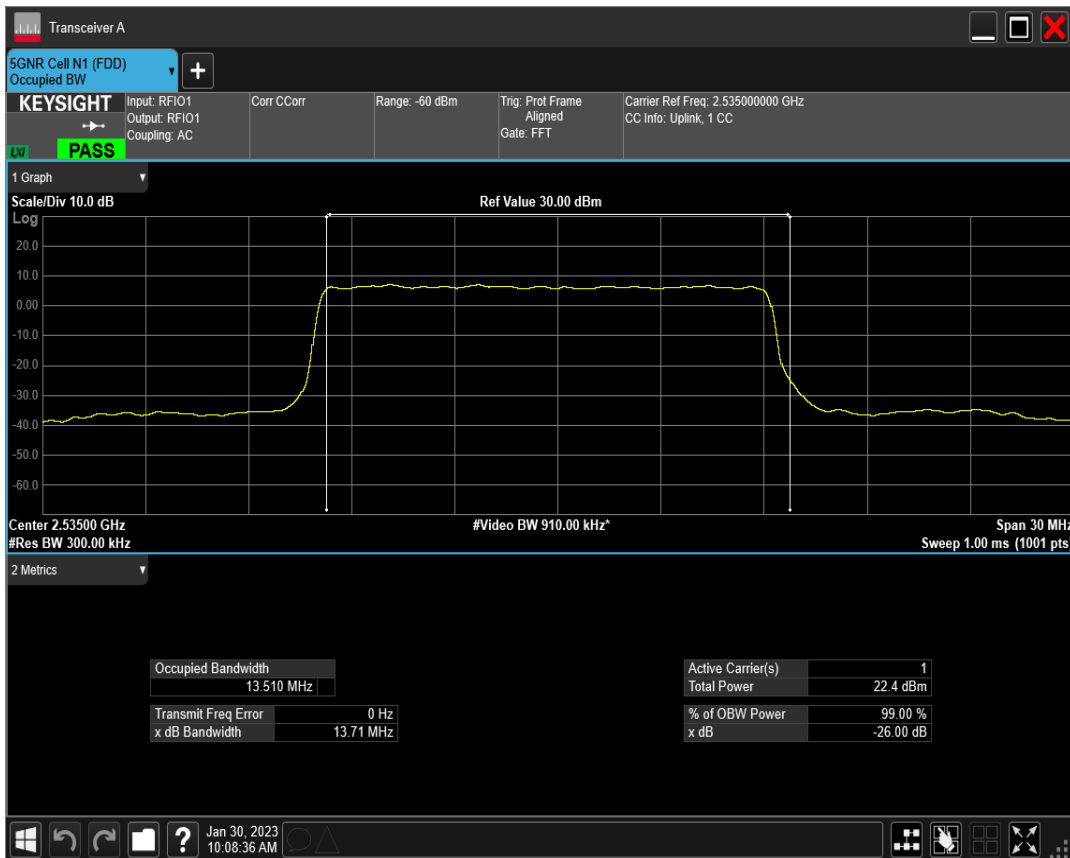 Transceiver A
5GNR Cell N1 (FDD)
Occupied BW
+
KEYSIGHT
LXI
PASS
Input: RFIO1
Output: RFIO1
Coupling: AC
Corr CCorr
Range: -60 dBm
Trig: Prot Frame
Aligned
Gate: FFT
Carrier Ref Freq: 2.535000000 GHz
CC Info: Uplink, 1 CC
1 Graph
Scale/Div 10.0 dB
Ref Value 30.00 dBm
Log
20.0
10.0
0.00
-10.0
-20.0
-30.0
-40.0
-50.0
-60.0
Center 2.53500 GHz
#Video BW 910.00 kHz*
Span 30 MHz
#Res BW 300.00 kHz
Sweep 1.00 ms (1001 pts)
2 Metrics
Occupied Bandwidth
13.510 MHz
Transmit Freq Error 0 Hz
x dB Bandwidth 13.71 MHz
Active Carrier(s) 1
Total Power 22.4 dBm
% of OBW Power 99.00 %
x dB -26.00 dB
?
Jan 30, 2023
10:08:36 AM